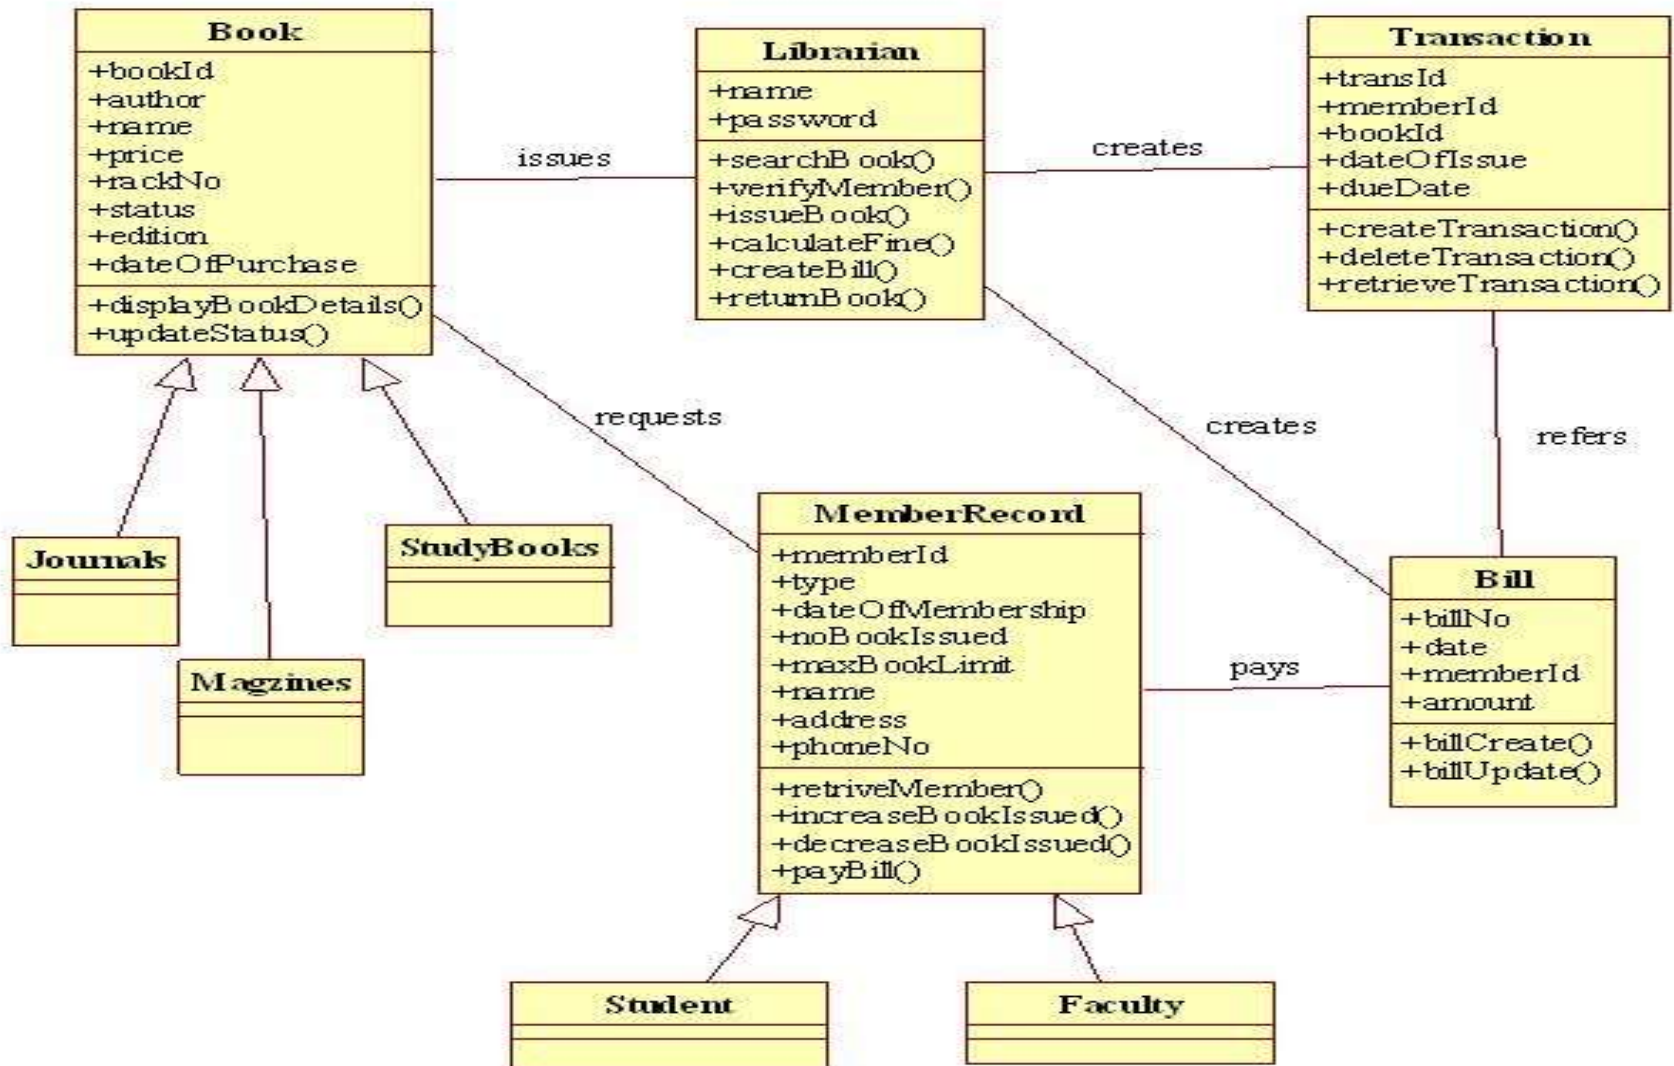 Book
+bookId
+author
+name
+price
+rackNo
+status
+edition
+dateOfPurchase
+displayBookDetails()
+updateStatus()
issues
Librarian
+name
+password
+searchBook()
+verifyMember()
+issueBook()
+calculateFine()
+createBill()
+returnBook()
creates
Transaction
+transId
+memberId
+bookId
+dateOfIssue
+dueDate
+createTransaction()
+deleteTransaction()
+retrieveTransaction()
requests
creates
refers
Journals
Magzines
StudyBooks
MemberRecord
+memberId
+type
+dateOfMembership
+noBookIssued
+maxBookLimit
+name
+address
+phoneNo
+retriveMember()
+increaseBookIssued()
+decreaseBookIssued()
+payBill()
pays
Bill
+billNo
+date
+memberId
+amount
+billCreate()
+billUpdate()
Student
Faculty